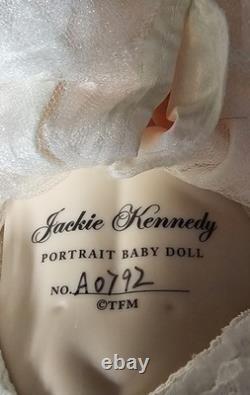 Jackie Kennedy
PORTRAIT BABY DOLL
NO. A0792
©TFM